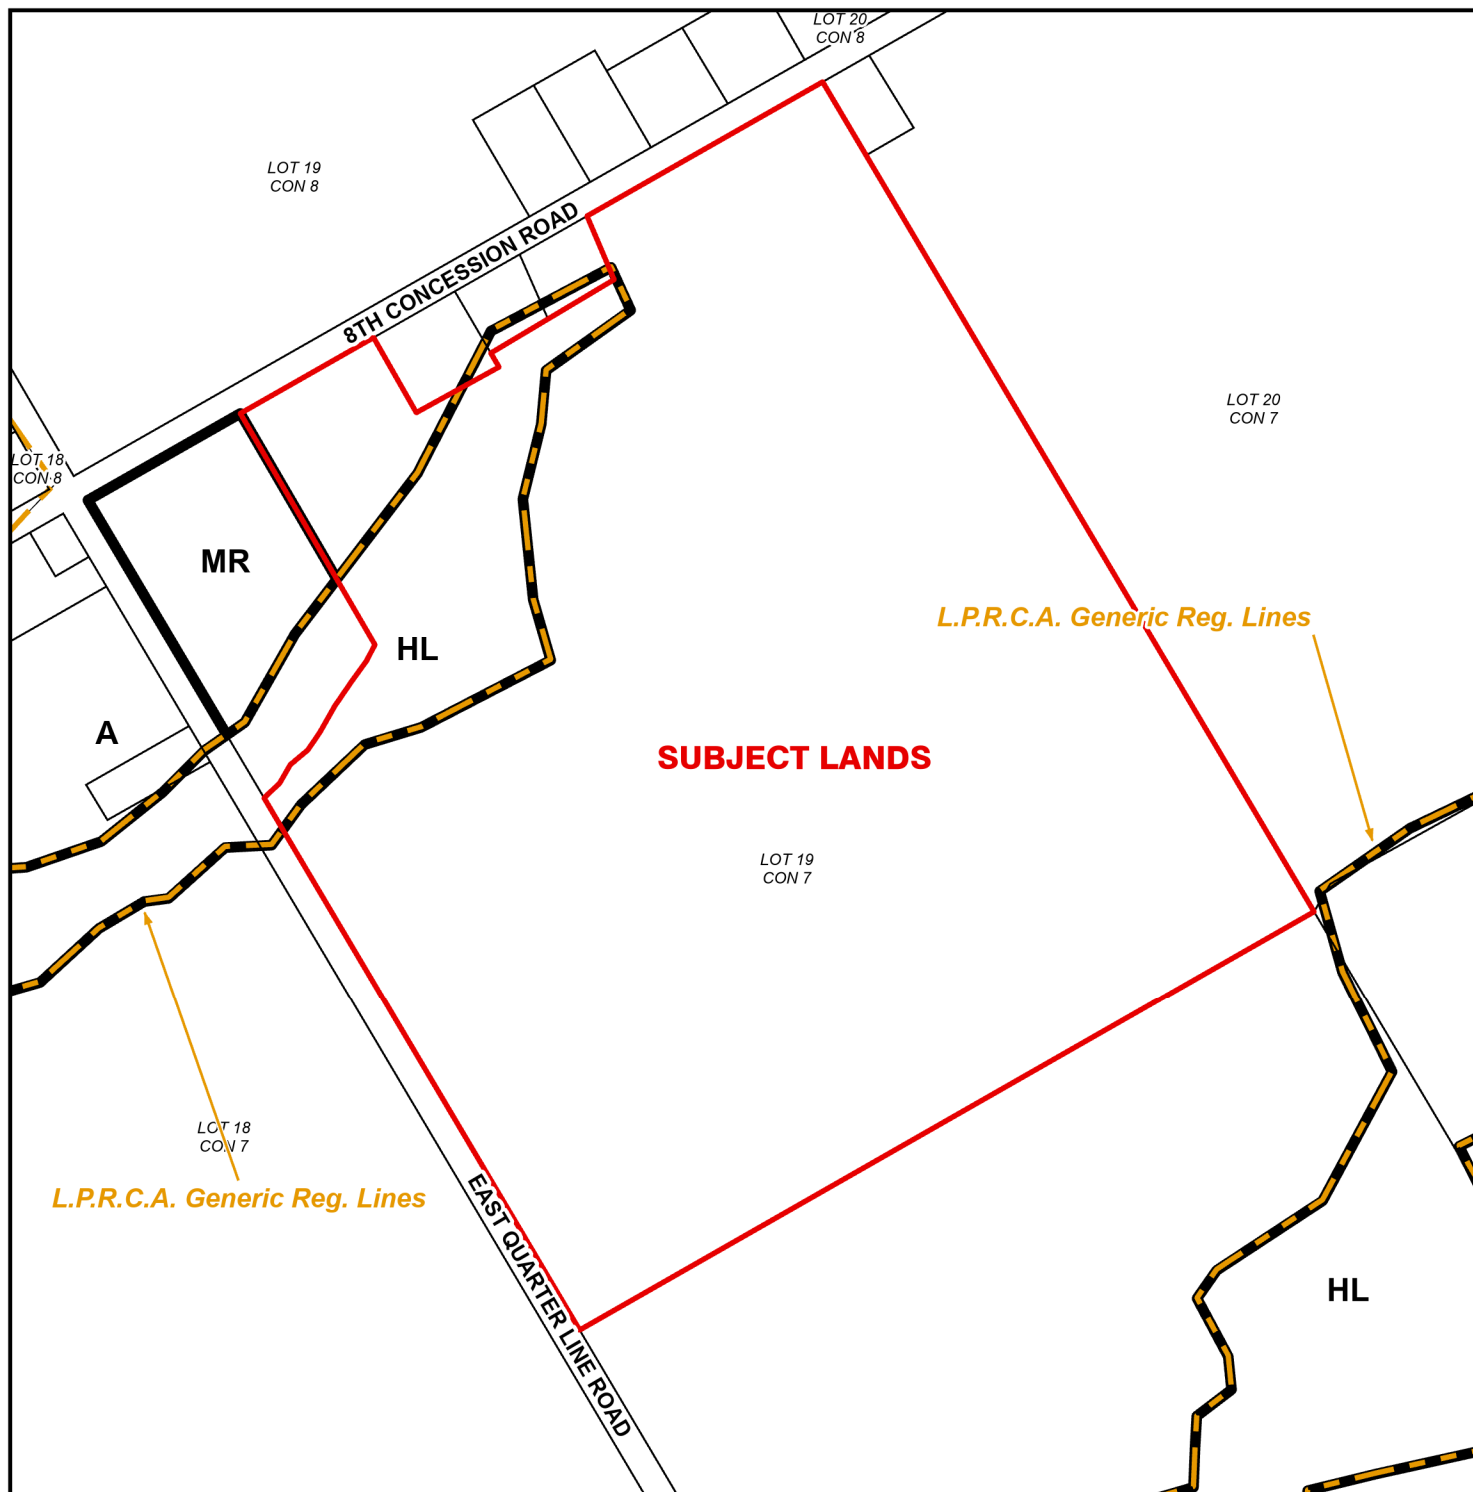 LOT 20
CON 8
LOT 19
CON 8
8TH CONCESSION ROAD
LOT 20
CON 7
LOT 18
CON 8
MR
L.P.R.C.A. Generic Reg. Lines
HL
A
SUBJECT LANDS
LOT 19
CON 7
LOT 18
CON 7
L.P.R.C.A. Generic Reg. Lines
EAST QUARTER LINE ROAD
HL